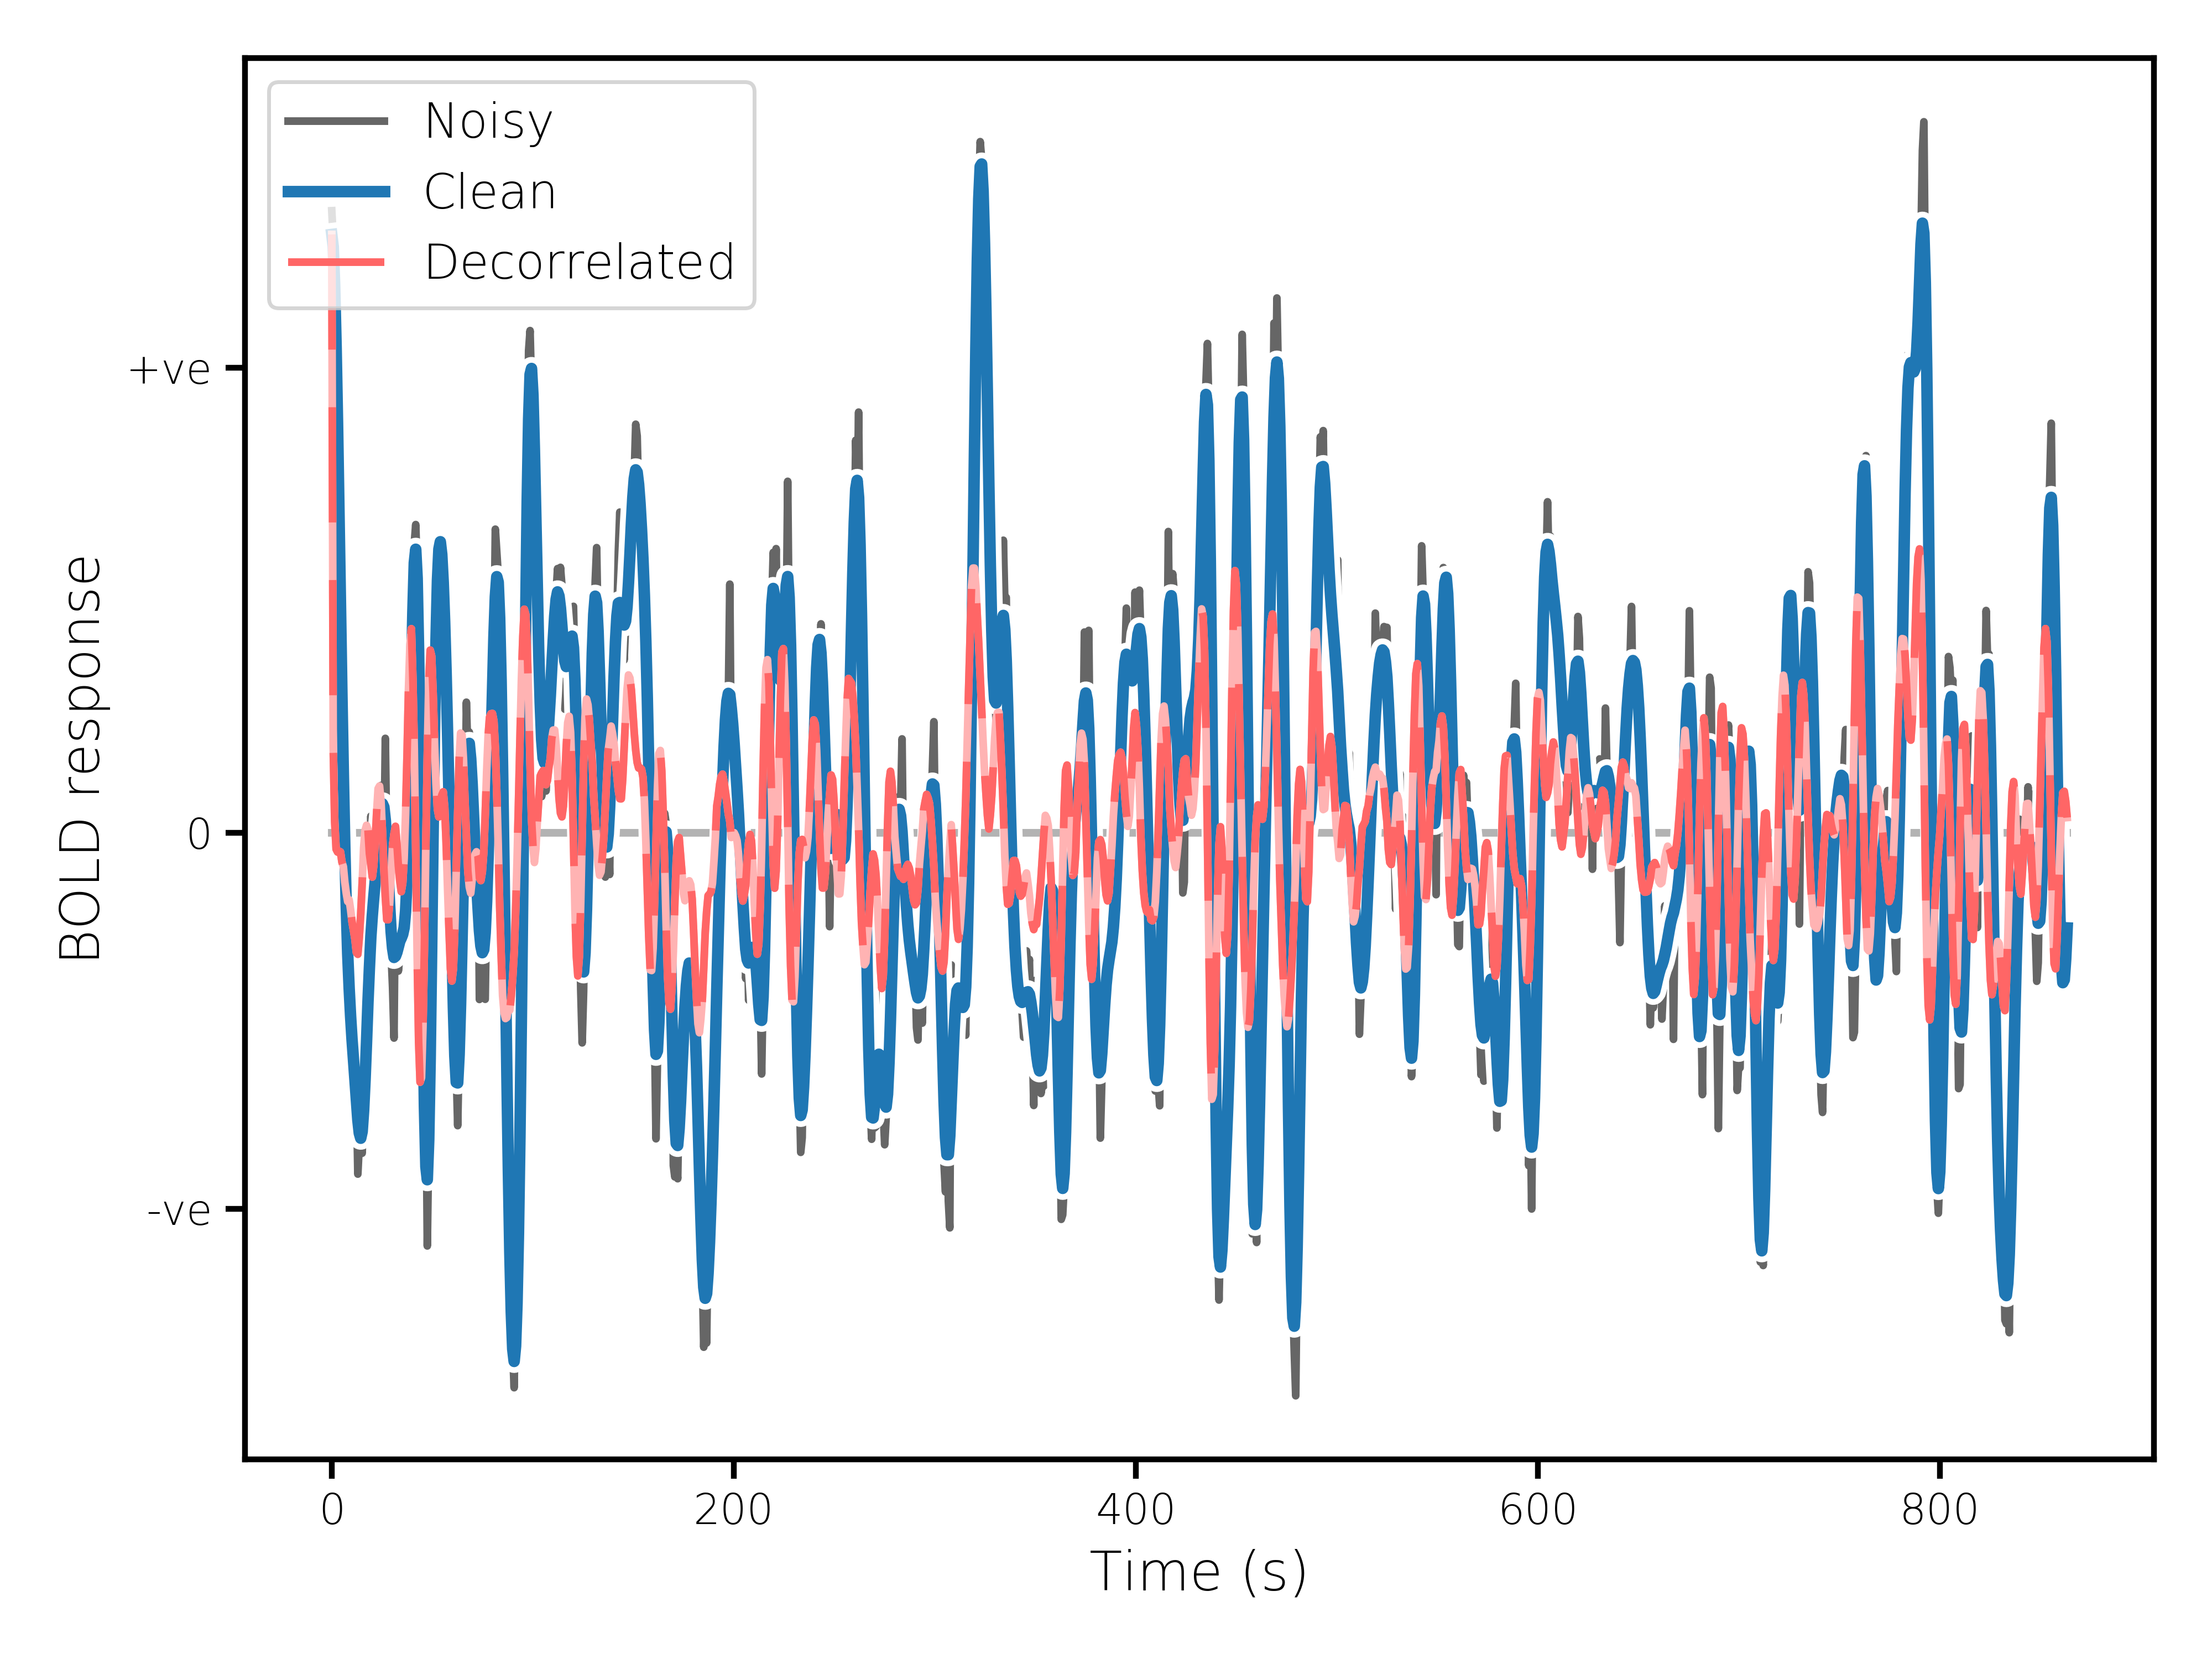 Noisy
Clean
Decorrelated
+ve
0
-ve
BOLD response
0 200 400 600 800
Time (s)